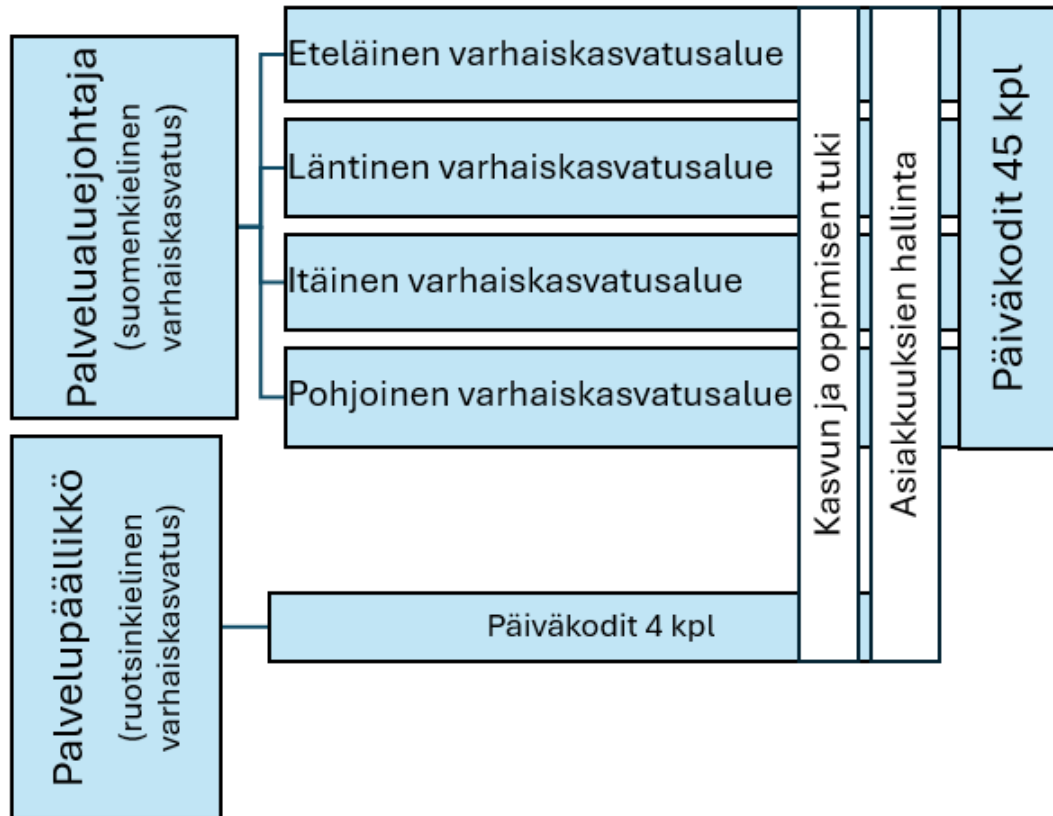 Palvelualuejohtaja
(suomenkielinen
varhaiskasvatus)
Eteläinen varhaiskasvatusalue
Läntinen varhaiskasvatusalue
Itäinen varhaiskasvatusalue
Pohjoinen varhaiskasvatusalue
Kasvun ja oppimisen tuki
Asiakkuuksien hallinta
Päiväkodit 45 kpl
Palvelupäällikkö
(ruotsinkielinen
varhaiskasvatus)
Päiväkodit 4 kpl